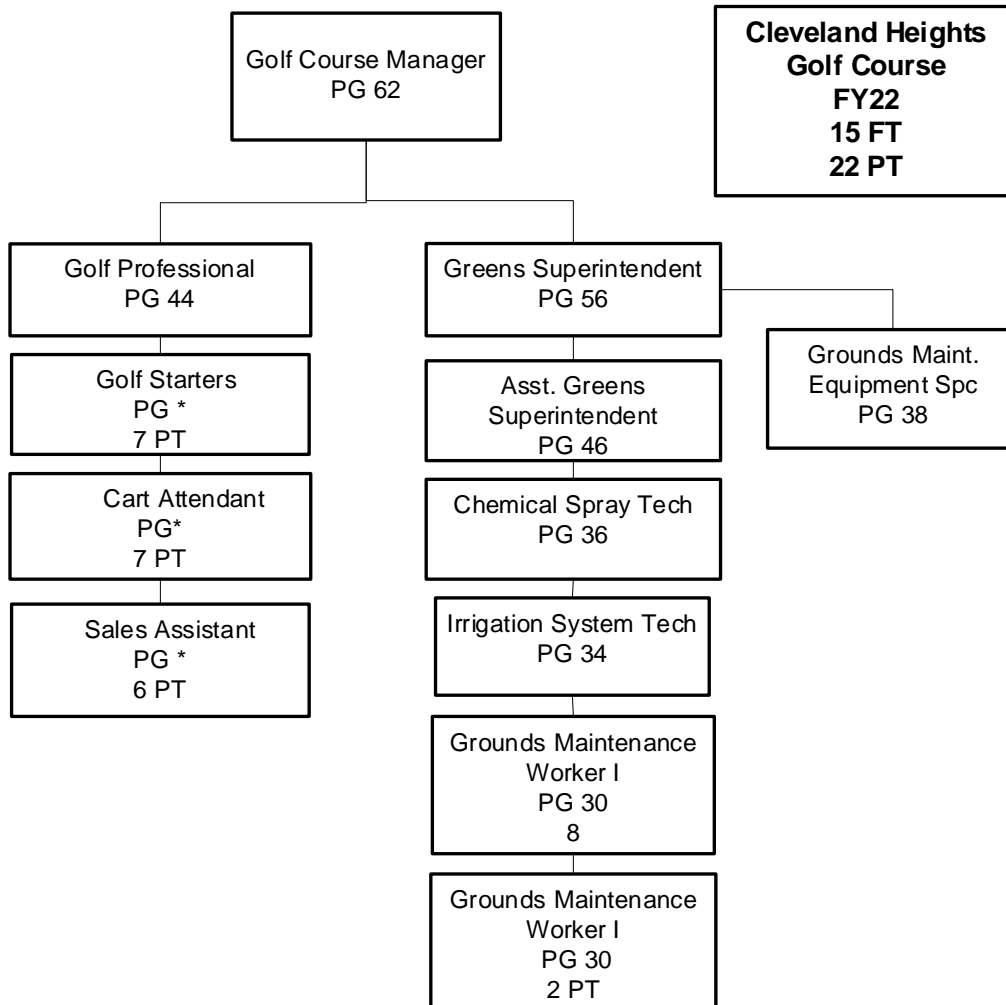 Golf Course Manager
PG 62
Cleveland Heights
Golf Course
FY22
15 FT
22 PT
Golf Professional
PG 44
Greens Superintendent
PG 56
Grounds Maint.
Equipment Spc
PG 38
Golf Starters
PG *
7 PT
Asst. Greens
Superintendent
PG 46
Cart Attendant
PG*
7 PT
Chemical Spray Tech
PG 36
Sales Assistant
PG *
6 PT
Irrigation System Tech
PG 34
Grounds Maintenance
Worker I
PG 30
8
Grounds Maintenance
Worker I
PG 30
2 PT